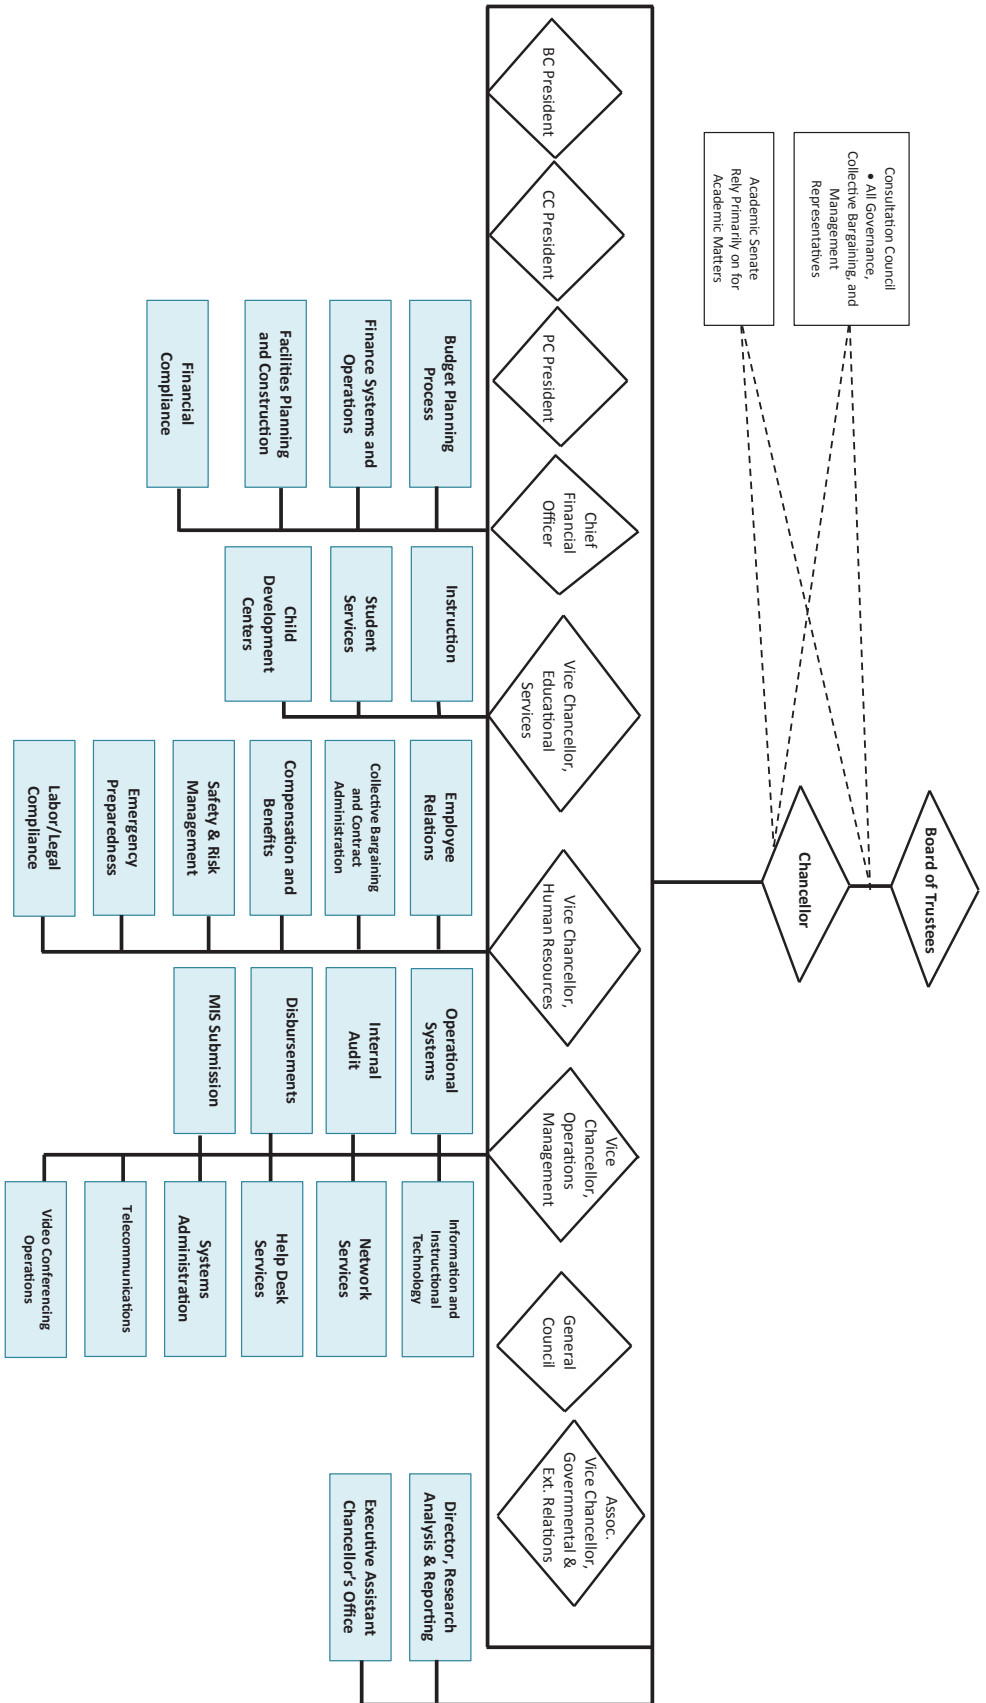 Board of Trustees
Chancellor
Consultation Council
• All Governance,
Collective Bargaining, and
Management
Representatives
Academic Senate
Rely Primarily on for
Academic Matters
BC President
CC President
PC President
Chief
Financial
Officer
Vice Chancellor,
Educational
Services
Vice Chancellor,
Human Resources
Vice
Chancellor,
Operations
Management
General
Council
Assoc.
Vice Chancellor,
Governmental &
Ext. Relations
Budget Planning
Process
Finance Systems and
Operations
Facilities Planning
and Construction
Financial
Compliance
Instruction
Student
Services
Child
Development
Centers
Employee
Relations
Collective Bargaining
and Contract
Administration
Compensation and
Benefits
Safety & Risk
Management
Emergency
Preparedness
Labor/Legal
Compliance
Operational
Systems
Internal
Audit
Disbursements
MIS Submission
Information and
Instructional
Technology
Network
Services
Help Desk
Services
Systems
Administration
Telecommunications
Video Conferencing
Operations
Director, Research
Analysis & Reporting
Executive Assistant
Chancellor's Office